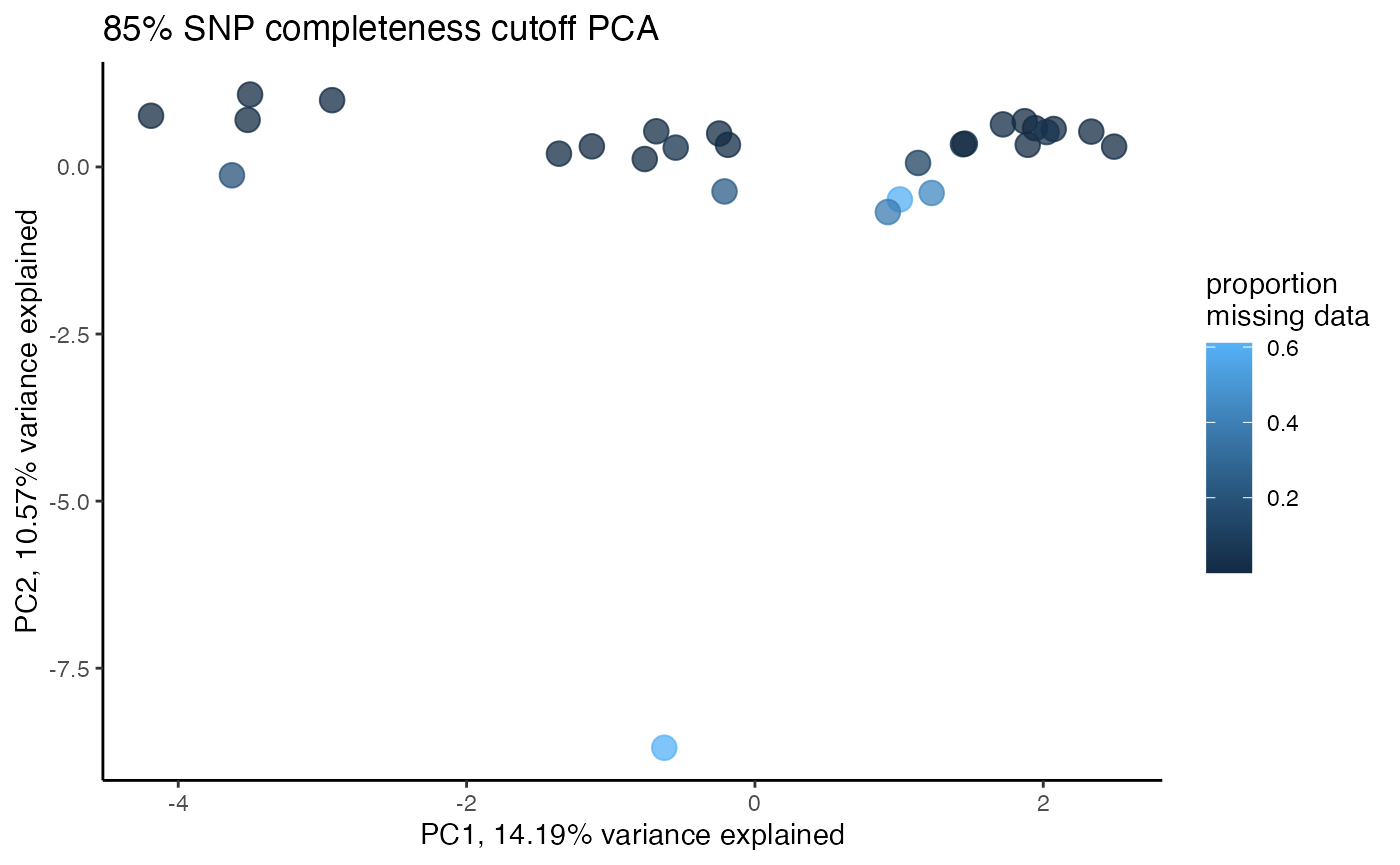 85% SNP completeness cutoff PCA
0.0
-2.5
-5.0
-7.5
PC2, 10.57% variance explained
-4
-2
0
2
PC1, 14.19% variance explained
proportion
missing data
0.6
0.4
0.2